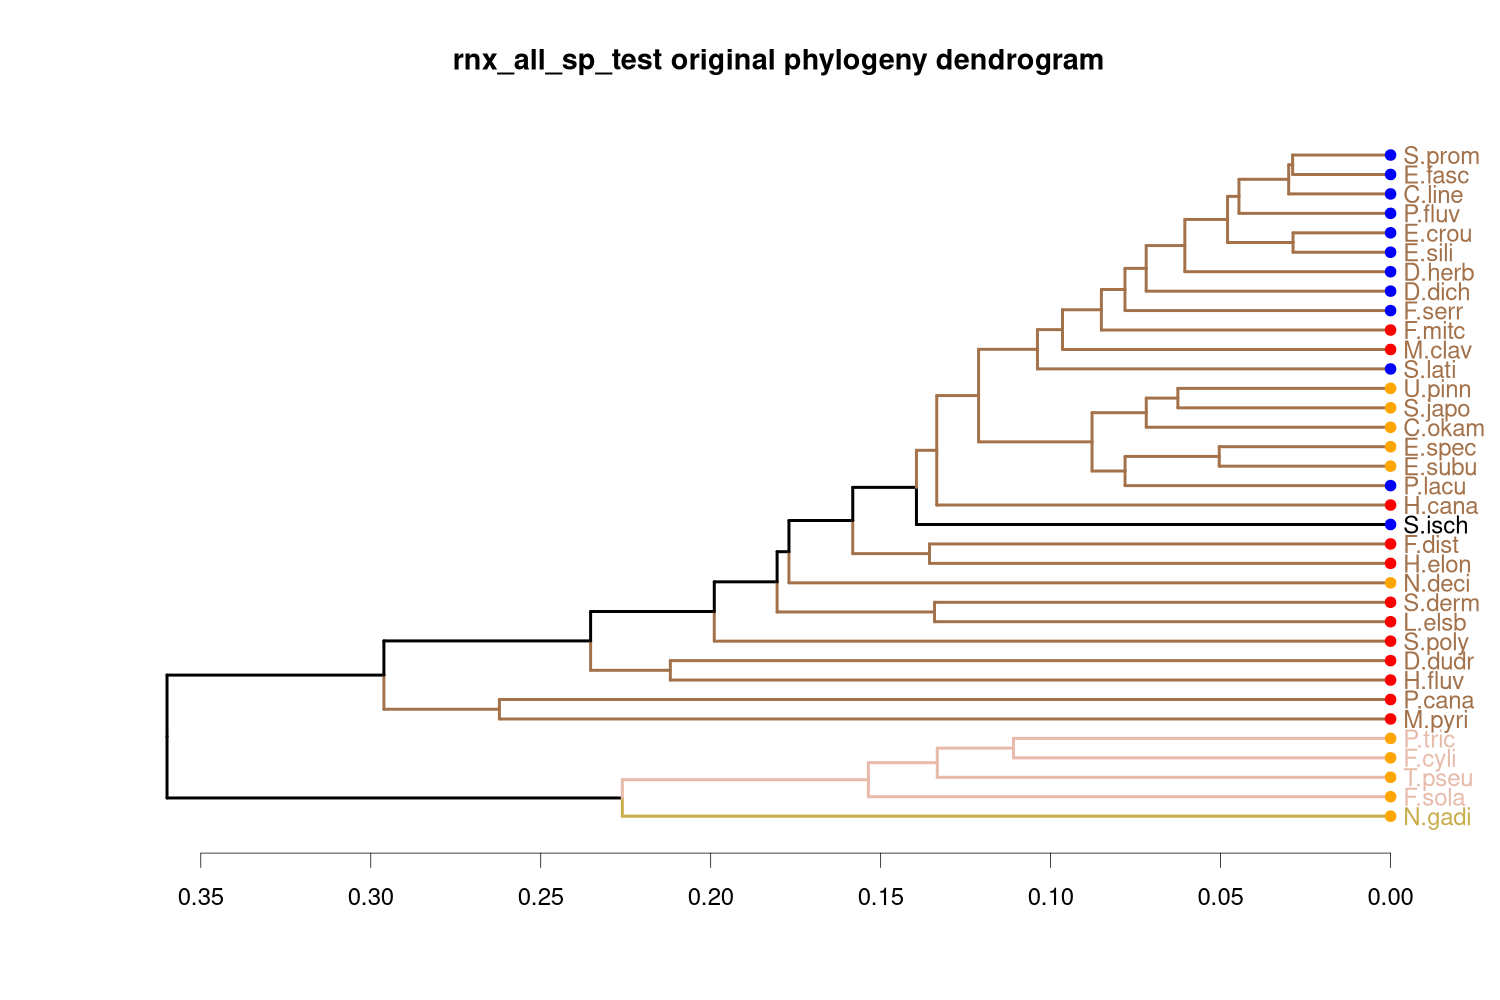 rnx_all_sp_test original phylogeny dendrogram
S.prom
E.fasc
C.line
P.fluv
E.crou
E.sili
D.herb
D.dich
F.serr
F.mitc
M.clav
S.lati
U.pinn
S.japo
C.okam
E.spec
E.subu
P.lacu
H.cana
S.isch
F.dist
H.elon
N.deci
S.derm
L.elsb
S.poly
D.dudr
H.fluv
P.cana
M.pyri
P.tric
F.cyli
T.pseu
F.sola
N.gadi
0.35 0.30 0.25 0.20 0.15 0.10 0.05 0.00